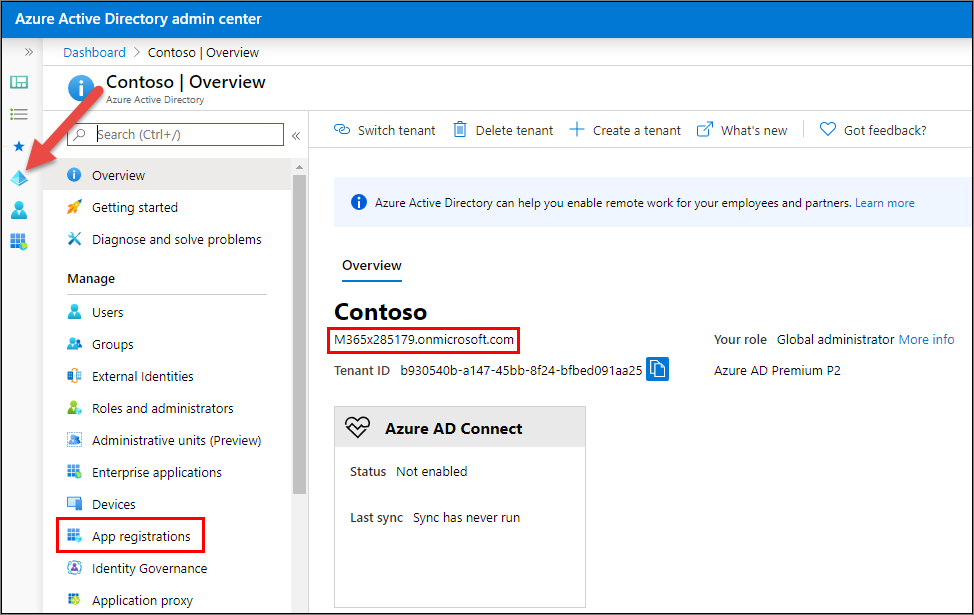 Azure Active Directory admin center
Dashboard > Contoso | Overview
Contoso | Overview
Azure Active Directory
Search (Ctrl+/)
Overview
Getting started
Diagnose and solve problems
Manage
Users
Groups
External Identities
Roles and administrators
Administrative units (Preview)
Enterprise applications
Devices
App registrations
Identity Governance
Application proxy
Switch tenant Delete tenant Create a tenant What's new Got feedback?
Azure Active Directory can help you enable remote work for your employees and partners. Learn more
Overview
Contoso
M365x285179.onmicrosoft.com
Tenant ID b930540b-a147-45bb-8f24-bfbed091aa25
Your role Global administrator More info
Azure AD Premium P2
Azure AD Connect
Status Not enabled
Last sync Sync has never run